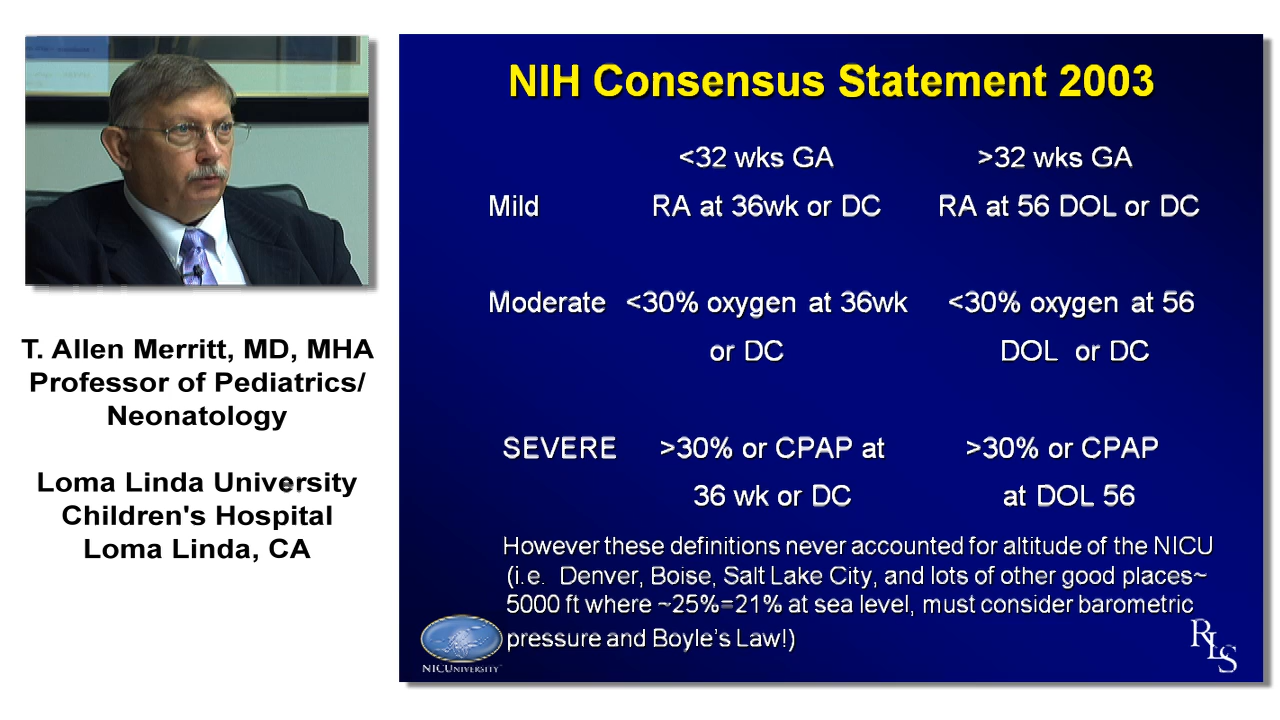 NIH Consensus Statement 2003
<32 wks GA >32 wks GA
Mild RA at 36wk or DC RA at 56 DOL or DC
Moderate <30% oxygen at 36wk <30% oxygen at 56
or DC DOL or DC
SEVERE >30% or CPAP at >30% or CPAP
36 wk or DC at DOL 56
However these definitions never accounted for altitude of the NICU
(i.e. Denver, Boise, Salt Lake City, and lots of other good places~
5000 ft where ~25%=21% at sea level, must consider barometric
pressure and Boyle's Law!)
NICUNIVERSITY
RLS
T. Allen Merritt, MD, MHA
Professor of Pediatrics/
Neonatology
Loma Linda University
Children's Hospital
Loma Linda, CA